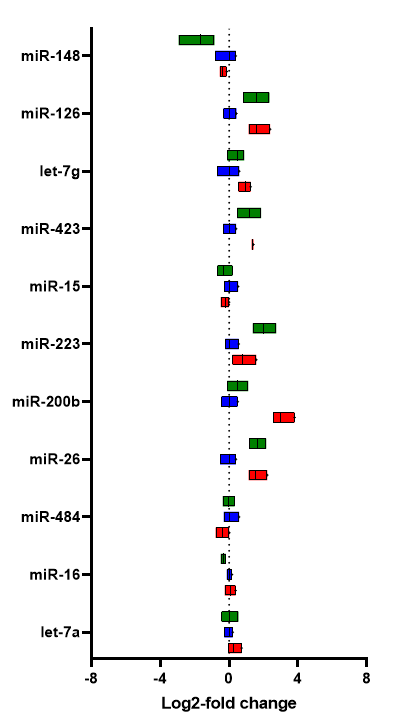 miR-148
miR-126
let-7g
miR-423
miR-15
miR-223
miR-200b
miR-26
miR-484
miR-16
let-7a
-8 -4 0 4 8
Log2-fold change